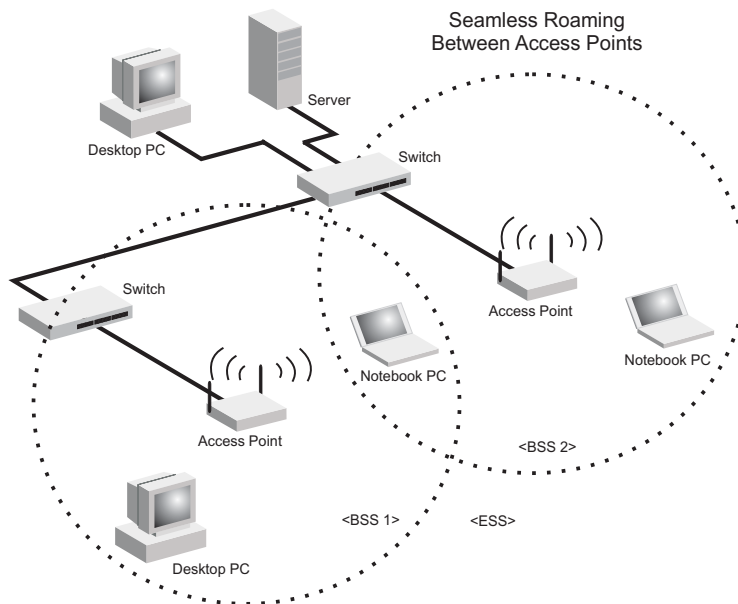 Seamless Roaming
Between Access Points
Server
Desktop PC
Switch
Switch
Access Point
Notebook PC
Notebook PC
Access Point
<BSS 2>
<BSS 1>
<ESS>
Desktop PC